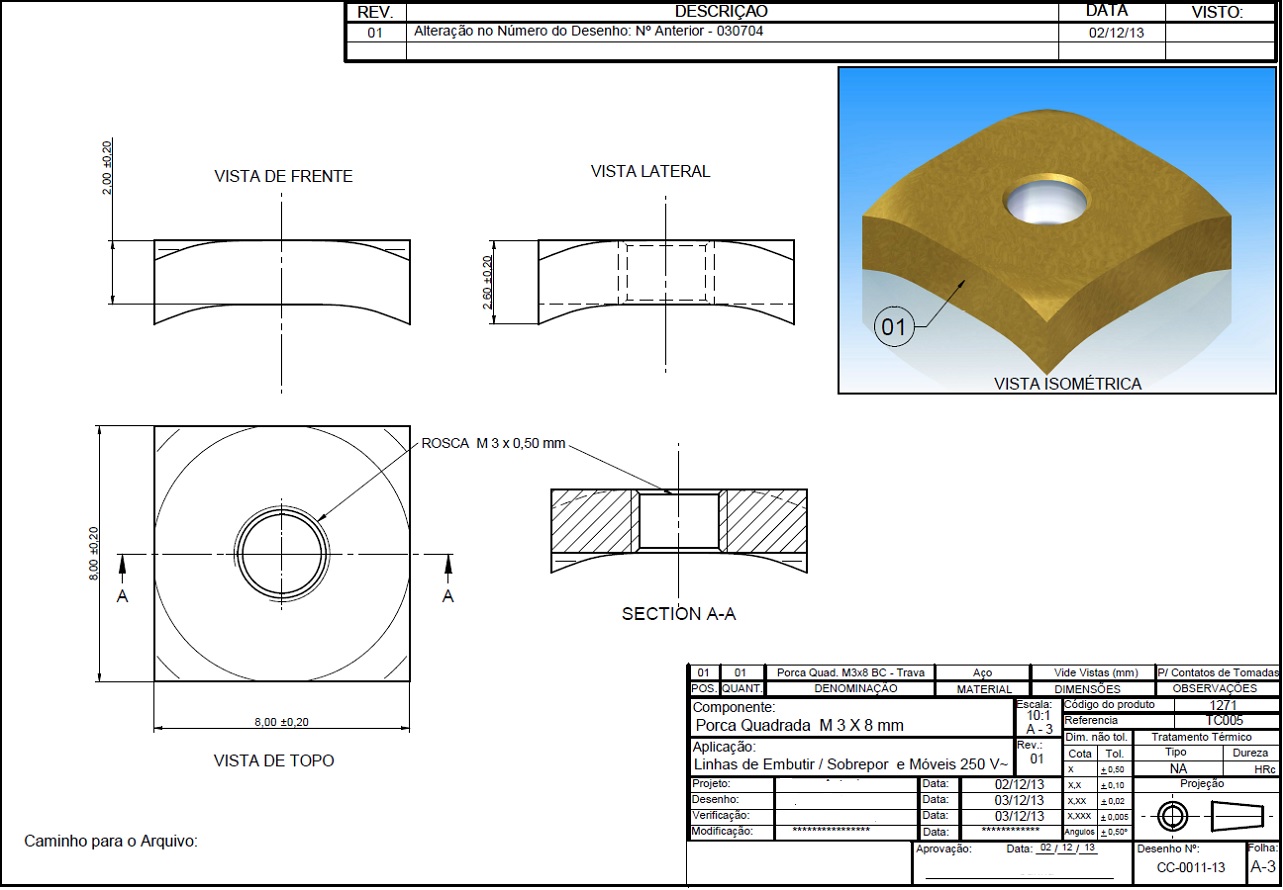 REV. DESCRIÇÃO DATA VISTO:
01 Alteração no Número do Desenho: Nº Anterior - 030704 02/12/13
2,00 ±0,20
VISTA DE FRENTE
VISTA LATERAL
2,60 ±0,20
01
VISTA ISOMÉTRICA
ROSCA M 3 x 0,50 mm
8,00 ±0,20
A A
SECTION A-A
8,00 ±0,20
VISTA DE TOPO
Caminho para o Arquivo:
01 01 Porca Quad. M3x8 BC - Trava Aço Vide Vistas (mm) P/ Contatos de Tomadas
POS. QUANT. DENOMINAÇÃO MATERIAL DIMENSÕES OBSERVAÇÕES
Componente:
Porca Quadrada M 3 X 8 mm
Escala:
10:1
A - 3
Código do produto 1271
Referencia TC005
Aplicação:
Linhas de Embutir / Sobrepor e Móveis 250 V~
Rev.:
01
Dim. não tol. Tratamento Térmico
Cota Tol. Tipo Dureza
X ± 0,50 NA HRc
X,X ± 0,10 Projeção
X,XX ± 0,02
X,XXX ± 0,005
Angulos ± 0,50°
Projeto: Data: 02/12/13
Desenho: . Data: 03/12/13
Verificação: Data: 03/12/13
Modificação: **************** Data: ************
Aprovação: Data: 02 / 12 / 13
Desenho Nº:
CC-0011-13
Folha:
A-3